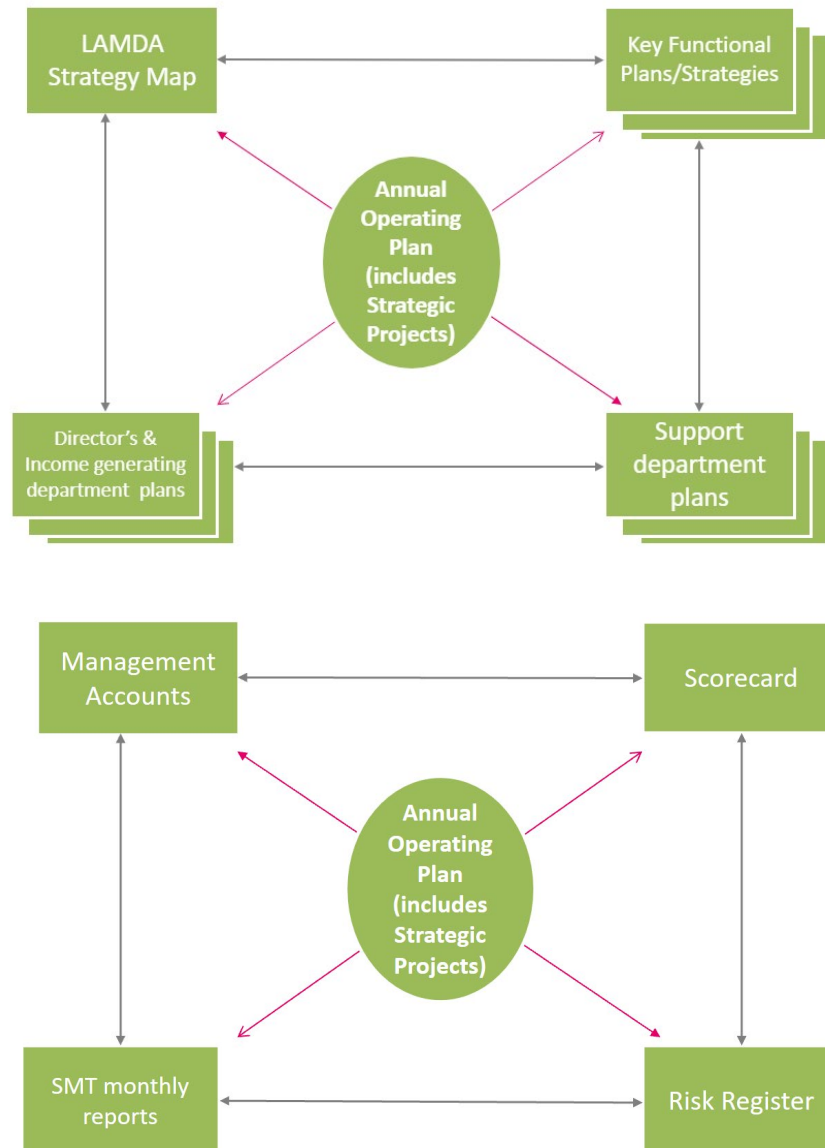 LAMDA
Strategy Map
Key Functional
Plans/Strategies
Annual
Operating
Plan
(includes
Strategic
Projects)
Director's &
Income generating
department plans
Support
department
plans
Management
Accounts
Scorecard
Annual
Operating
Plan
(includes
Strategic
Projects)
SMT monthly
reports
Risk Register